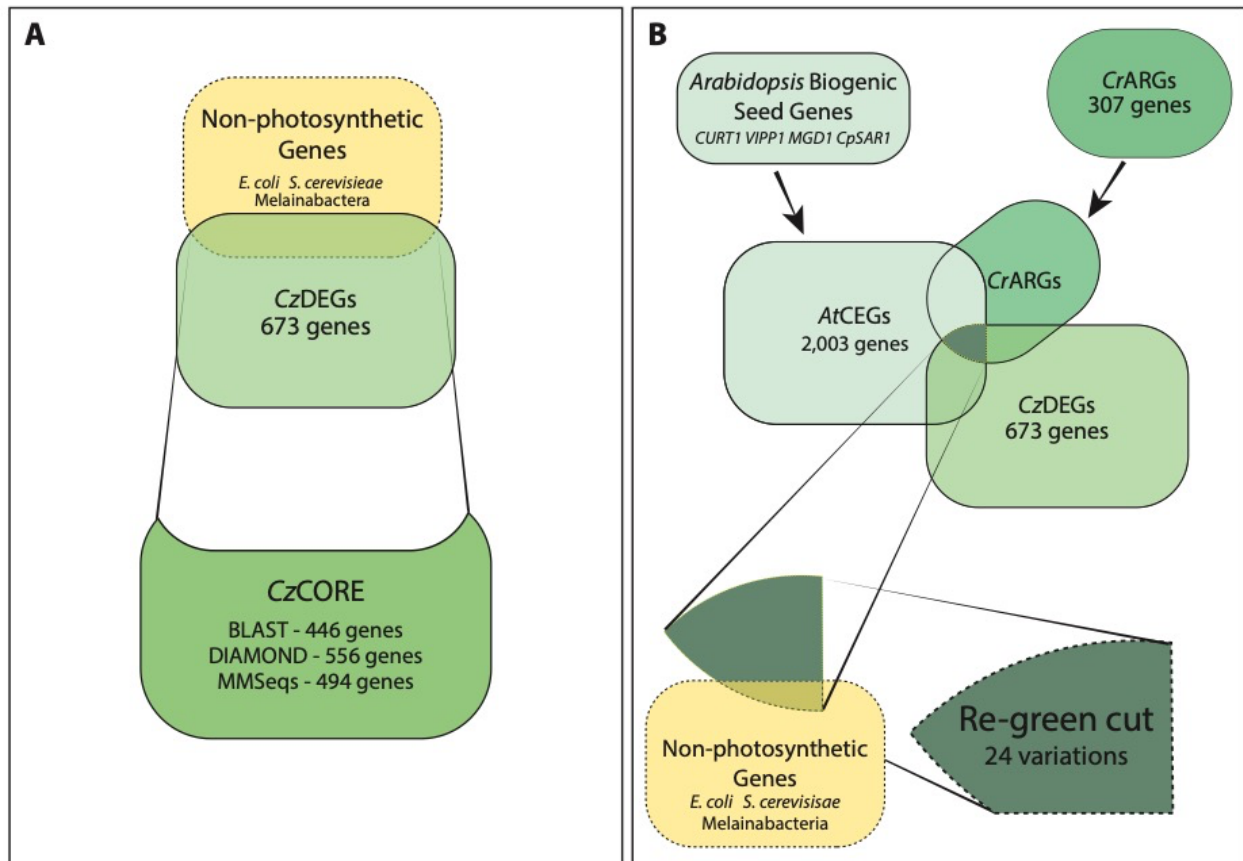 A
Non-photosynthetic
Genes
E. coli S. cerevisieae
Melainabactera
CzDEGs
673 genes
CzCORE
BLAST - 446 genes
DIAMOND - 556 genes
MMSeqs - 494 genes
B
Arabidopsis Biogenic
Seed Genes
CURT1 VIPP1 MGD1 CpSAR1
CrARGs
307 genes
CrARGs
AtCEGs
2,003 genes
CzDEGs
673 genes
Re-green cut
24 variations
Non-photosynthetic
Genes
E. coli S. cerevisisae
Melainabacteria